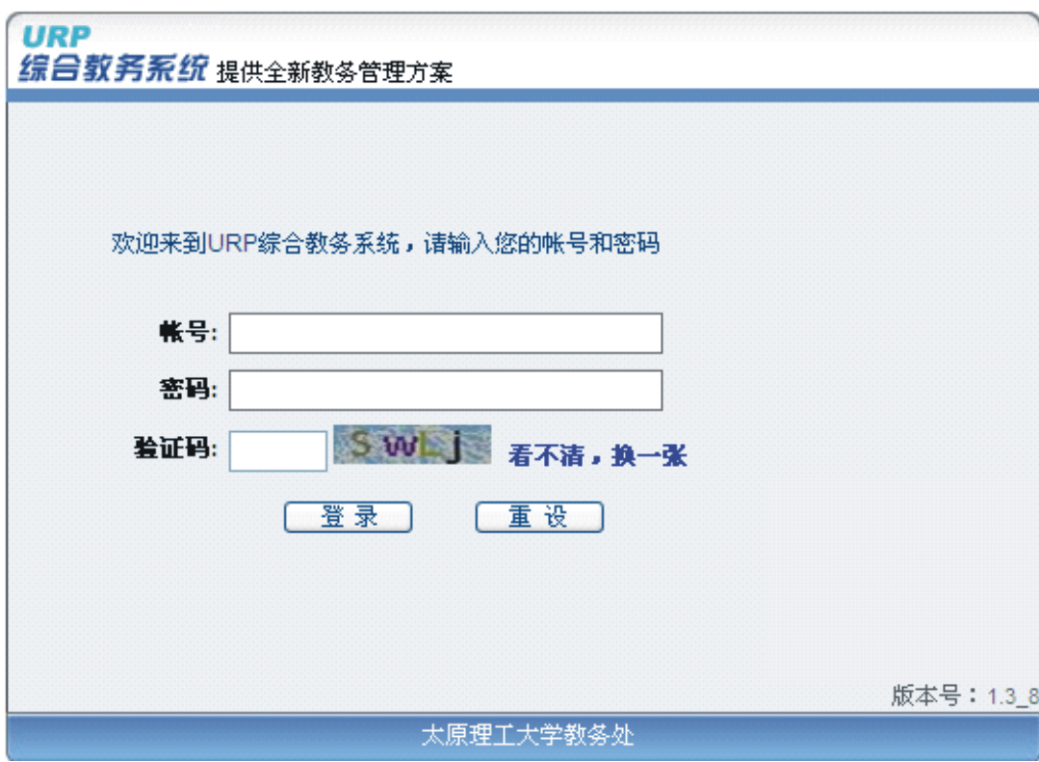 URP
综合教务系统 提供全新教务管理方案
欢迎来到URP综合教务系统，请输入您的帐号和密码
帐号:
密码:
验证码: SwLj 看不清，换一张
登 录 重 设
版本号：1.3_8
太原理工大学教务处